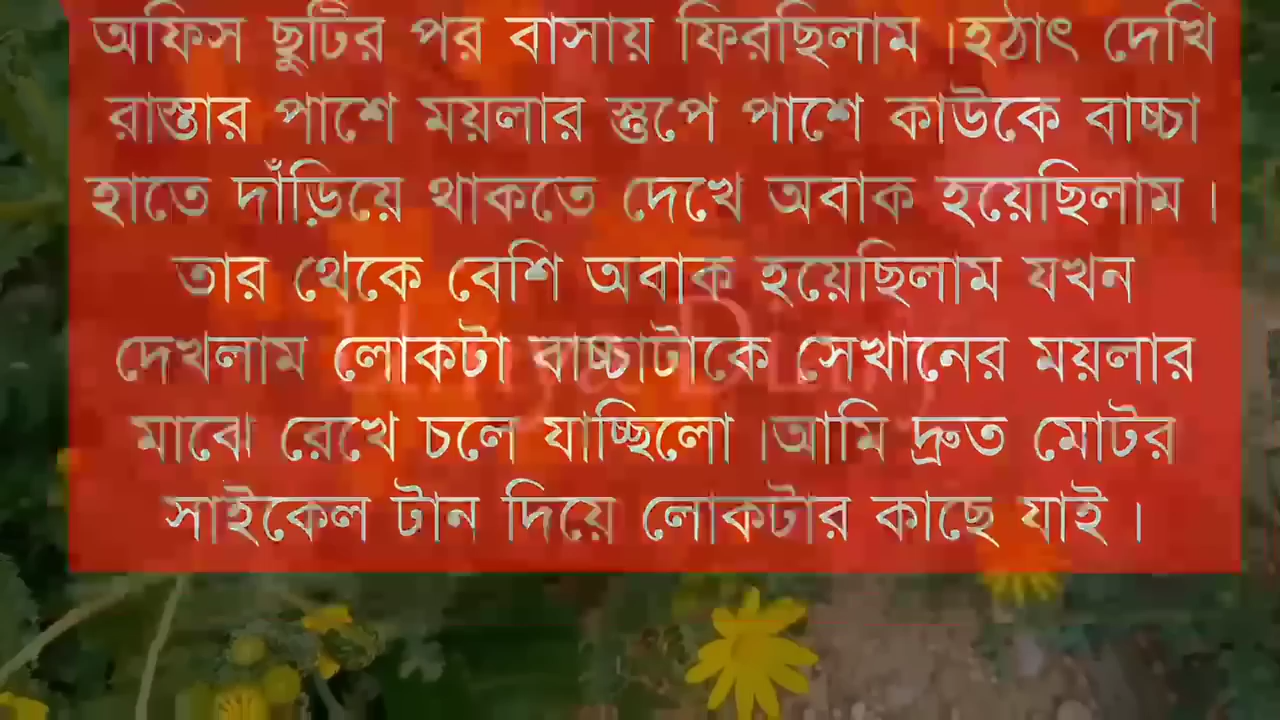 অফিস ছুটির পর বাসায় ফিরছিলাম ।হঠাৎ দেখি
রাস্তার পাশে ময়লার স্তুপে পাশে কাউকে বাচ্চা
হাতে দাঁড়িয়ে থাকতে দেখে অবাক হয়েছিলাম ।
তার থেকে বেশি অবাক হয়েছিলাম যখন
দেখলাম লোকটা বাচ্চাটাকে সেখানের ময়লার
মাঝে রেখে চলে যাচ্ছিলো ।আমি দ্রুত মোটর
সাইকেল টান দিয়ে লোকটার কাছে যাই ।